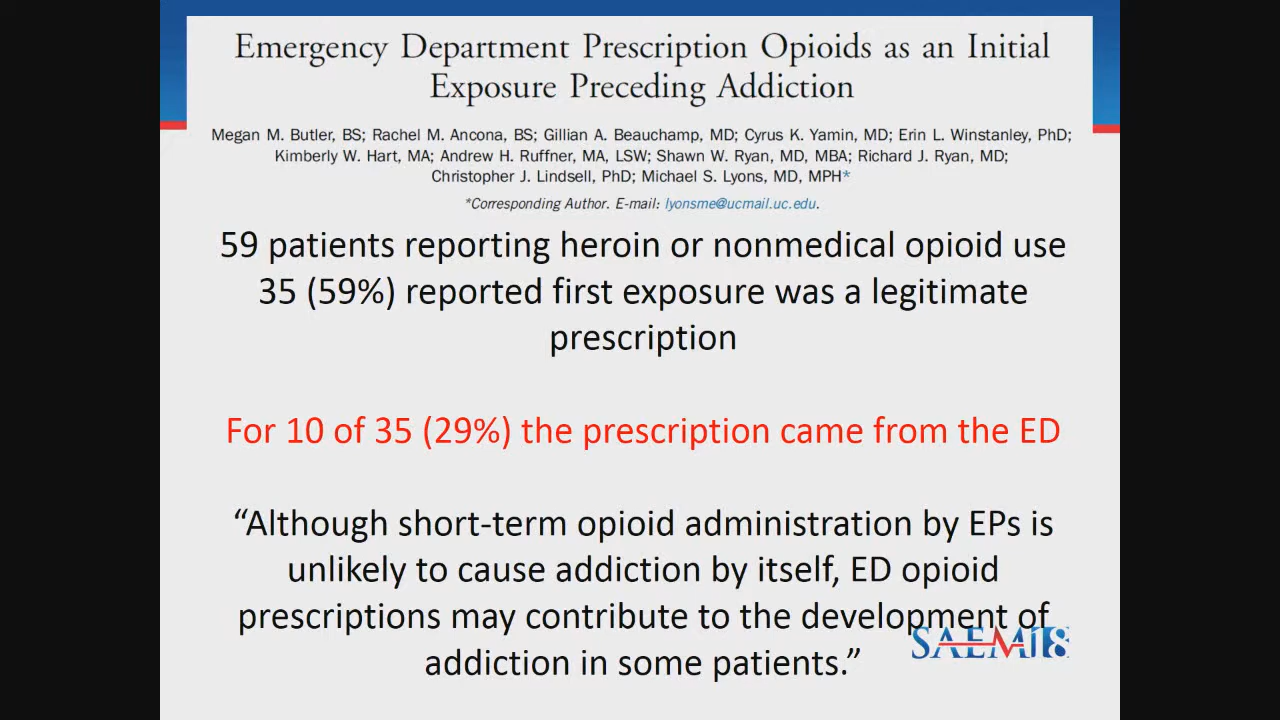 Emergency Department Prescription Opioids as an Initial
Exposure Preceding Addiction
Megan M. Butler, BS; Rachel M. Ancona, BS; Gillian A. Beauchamp, MD; Cyrus K. Yamin, MD; Erin L. Winstanley, PhD;
Kimberly W. Hart, MA; Andrew H. Ruffner, MA, LSW; Shawn W. Ryan, MD, MBA; Richard J. Ryan, MD;
Christopher J. Lindsell, PhD; Michael S. Lyons, MD, MPH*
*Corresponding Author. E-mail: lyonsme@ucmail.uc.edu.
59 patients reporting heroin or nonmedical opioid use
35 (59%) reported first exposure was a legitimate
prescription
For 10 of 35 (29%) the prescription came from the ED
“Although short-term opioid administration by EPs is
unlikely to cause addiction by itself, ED opioid
prescriptions may contribute to the development of
addiction in some patients.”
SAEM18